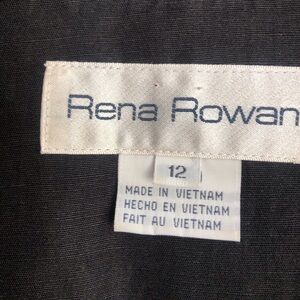 Rena Rowan
12
MADE IN VIETNAM
HECHO EN VIETNAM
FAIT AU VIETNAM